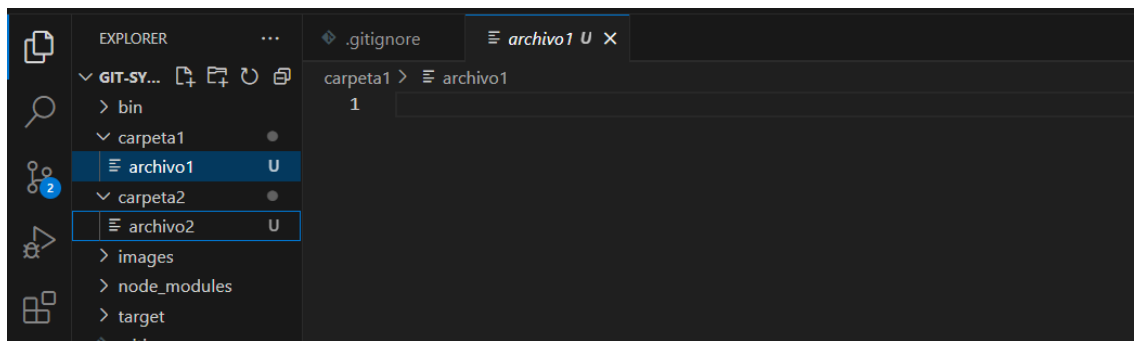 EXPLORER ...
GIT-SY...
bin
carpeta1
archivo1 U
carpeta2
archivo2 U
images
node_modules
target
2
.gitignore archivo1 U
carpeta1 > archivo1
1